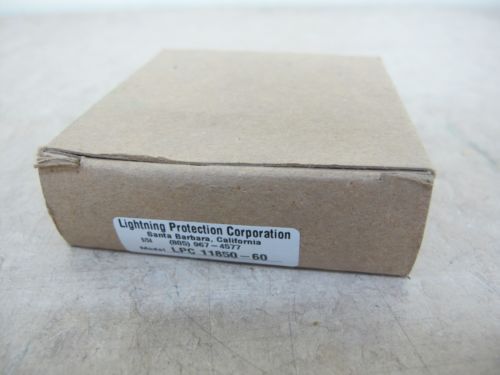 Lightning Protection Corporation
Santa Barbara, California
(805) 967-4577
Model LPC 11850-60